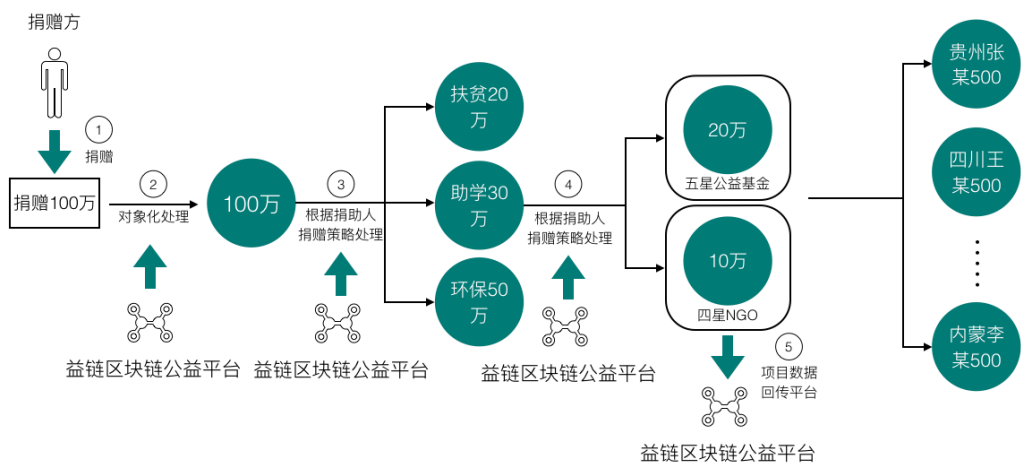 捐赠方
1
捐赠
捐赠100万
2
对象化处理
益链区块链公益平台
100万
3
根据捐助人
捐赠策略处理
益链区块链公益平台
扶贫20
万
助学30
万
环保50
万
4
根据捐助人
捐赠策略处理
益链区块链公益平台
20万
五星公益基金
10万
四星NGO
5
项目数据
回传平台
益链区块链公益平台
贵州张
某500
四川王
某500
内蒙李
某500